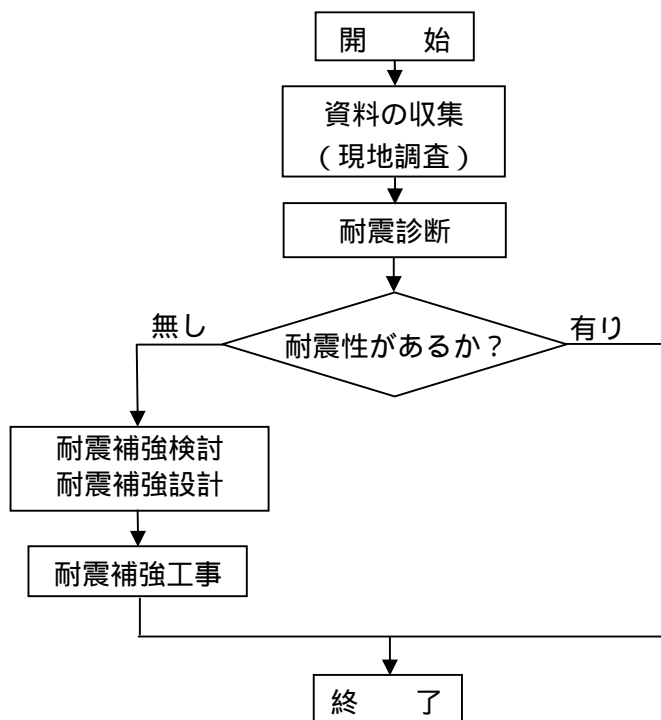 開　　始
資料の収集
（現地調査）
耐震診断
無し
有り
耐震性があるか？
耐震補強検討
耐震補強設計
耐震補強工事
終　　了